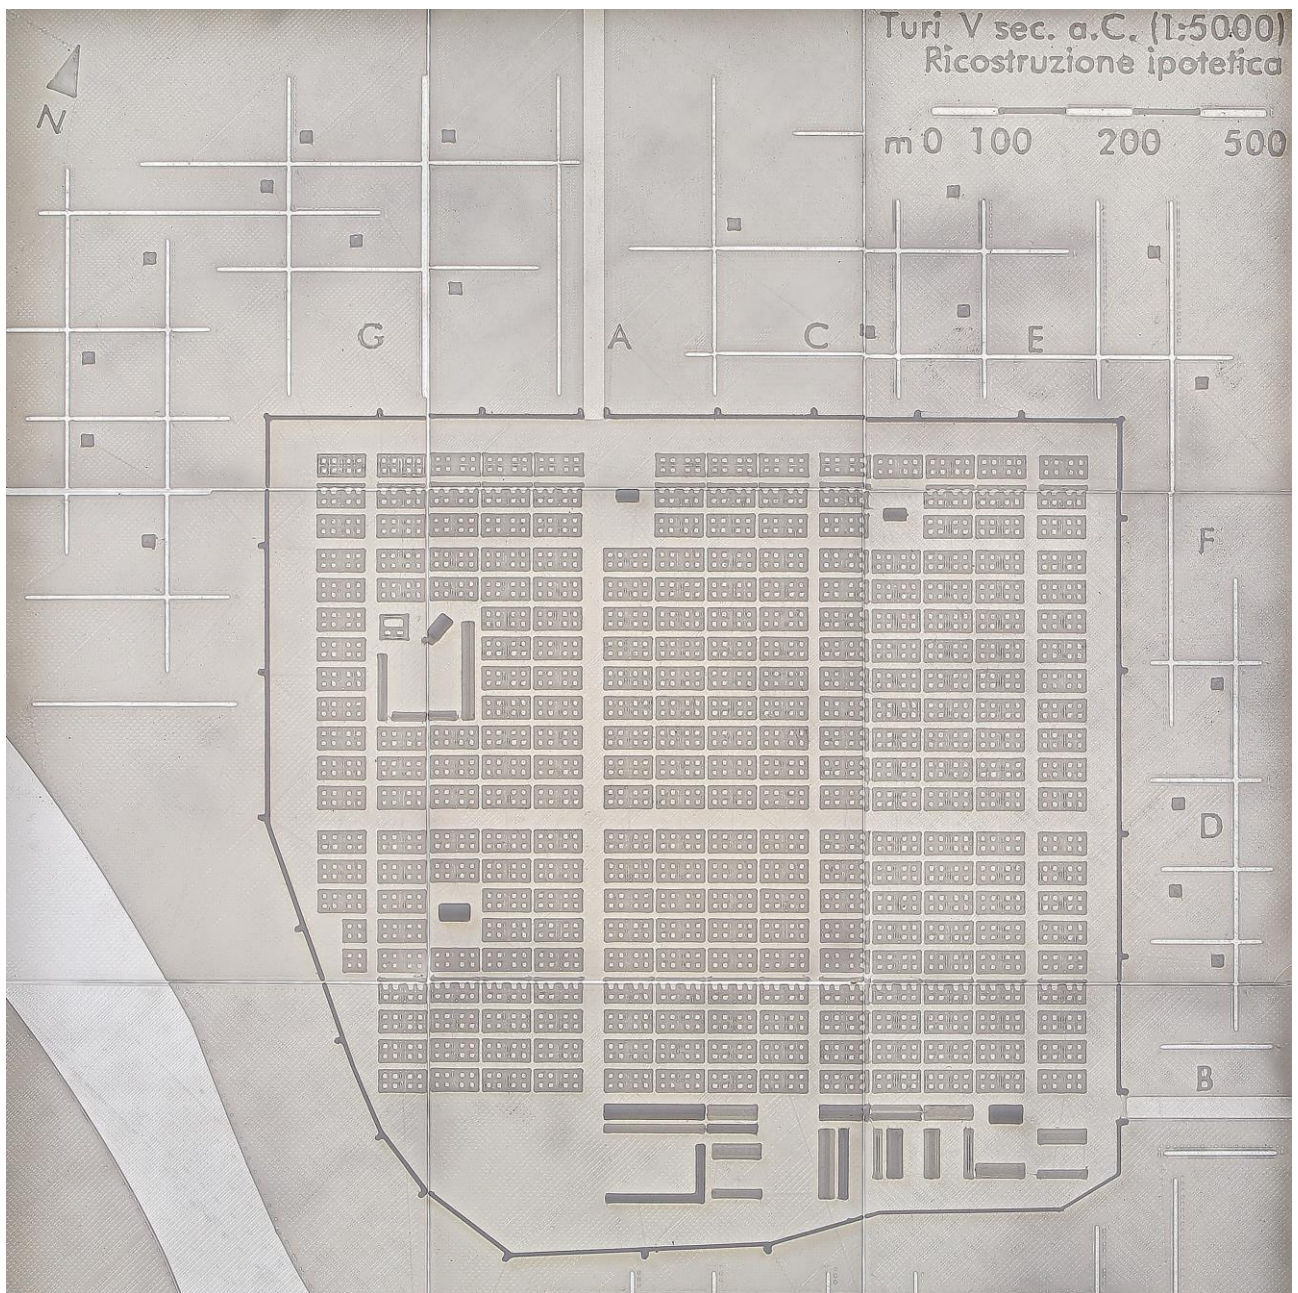 Turi V sec. a.C. (1:5000)
Ricostruzione ipotetica
m 0 100 200 500
N
G
A
C
E
F
D
B